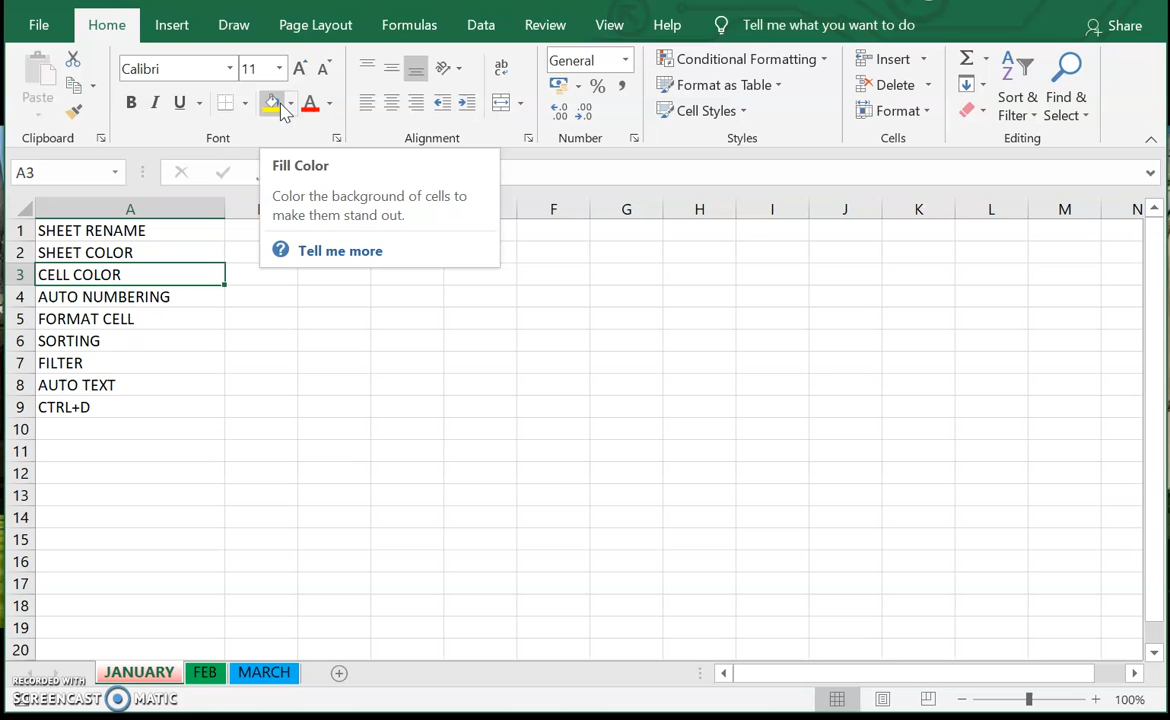 File Home Insert Draw Page Layout Formulas Data Review View Help Tell me what you want to do Share
Paste
Clipboard
Calibri 11 A A
B I U A
Font
ab
c
Alignment
General
% ,
.0 .00
.00 .0
Number
Conditional Formatting
Format as Table
Cell Styles
Styles
Insert
Delete
Format
Cells
Σ
A
Z
Sort &
Filter
Find &
Select
Editing
A3
Fill Color
Color the background of cells to
make them stand out.
? Tell me more
A F G H I J K L M N
1 SHEET RENAME
2 SHEET COLOR
3 CELL COLOR
4 AUTO NUMBERING
5 FORMAT CELL
6 SORTING
7 FILTER
8 AUTO TEXT
9 CTRL+D
10
11
12
13
14
15
16
17
18
19
20
JANUARY FEB MARCH
RECORDED WITH
SCREENCAST MATIC
100%